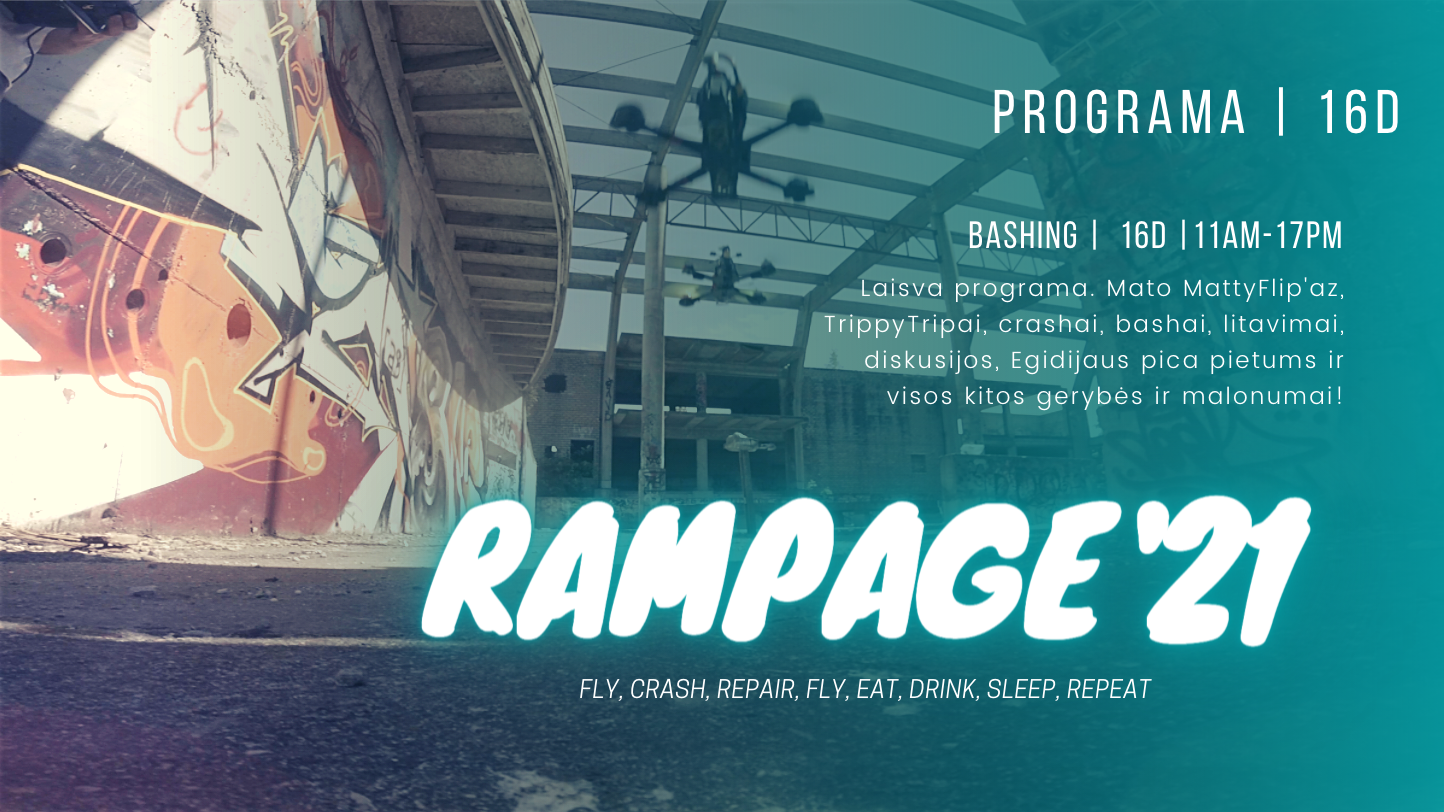 PROGRAMA | 16D
BASHING | 16D |11AM-17PM
Laisva programa. Mato MattyFlip'az,
TrippyTripai, crashai, bashai, litavimai,
diskusijos, Egidijaus pica pietums ir
visos kitos gerybės ir malonumai!
RAMPAGE '21
FLY, CRASH, REPAIR, FLY, EAT, DRINK, SLEEP, REPEAT